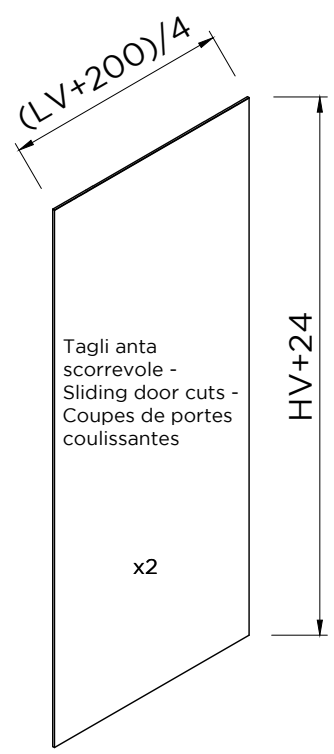 (LV+200)/4
HV+24
Tagli anta
scorrevole -
Sliding door cuts -
Coupes de portes
coulissantes
x2